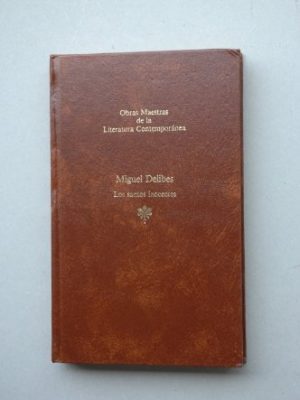 Obras Maestras
de la
Literatura Contemporánea
Miguel Delibes
Los santos inocentes